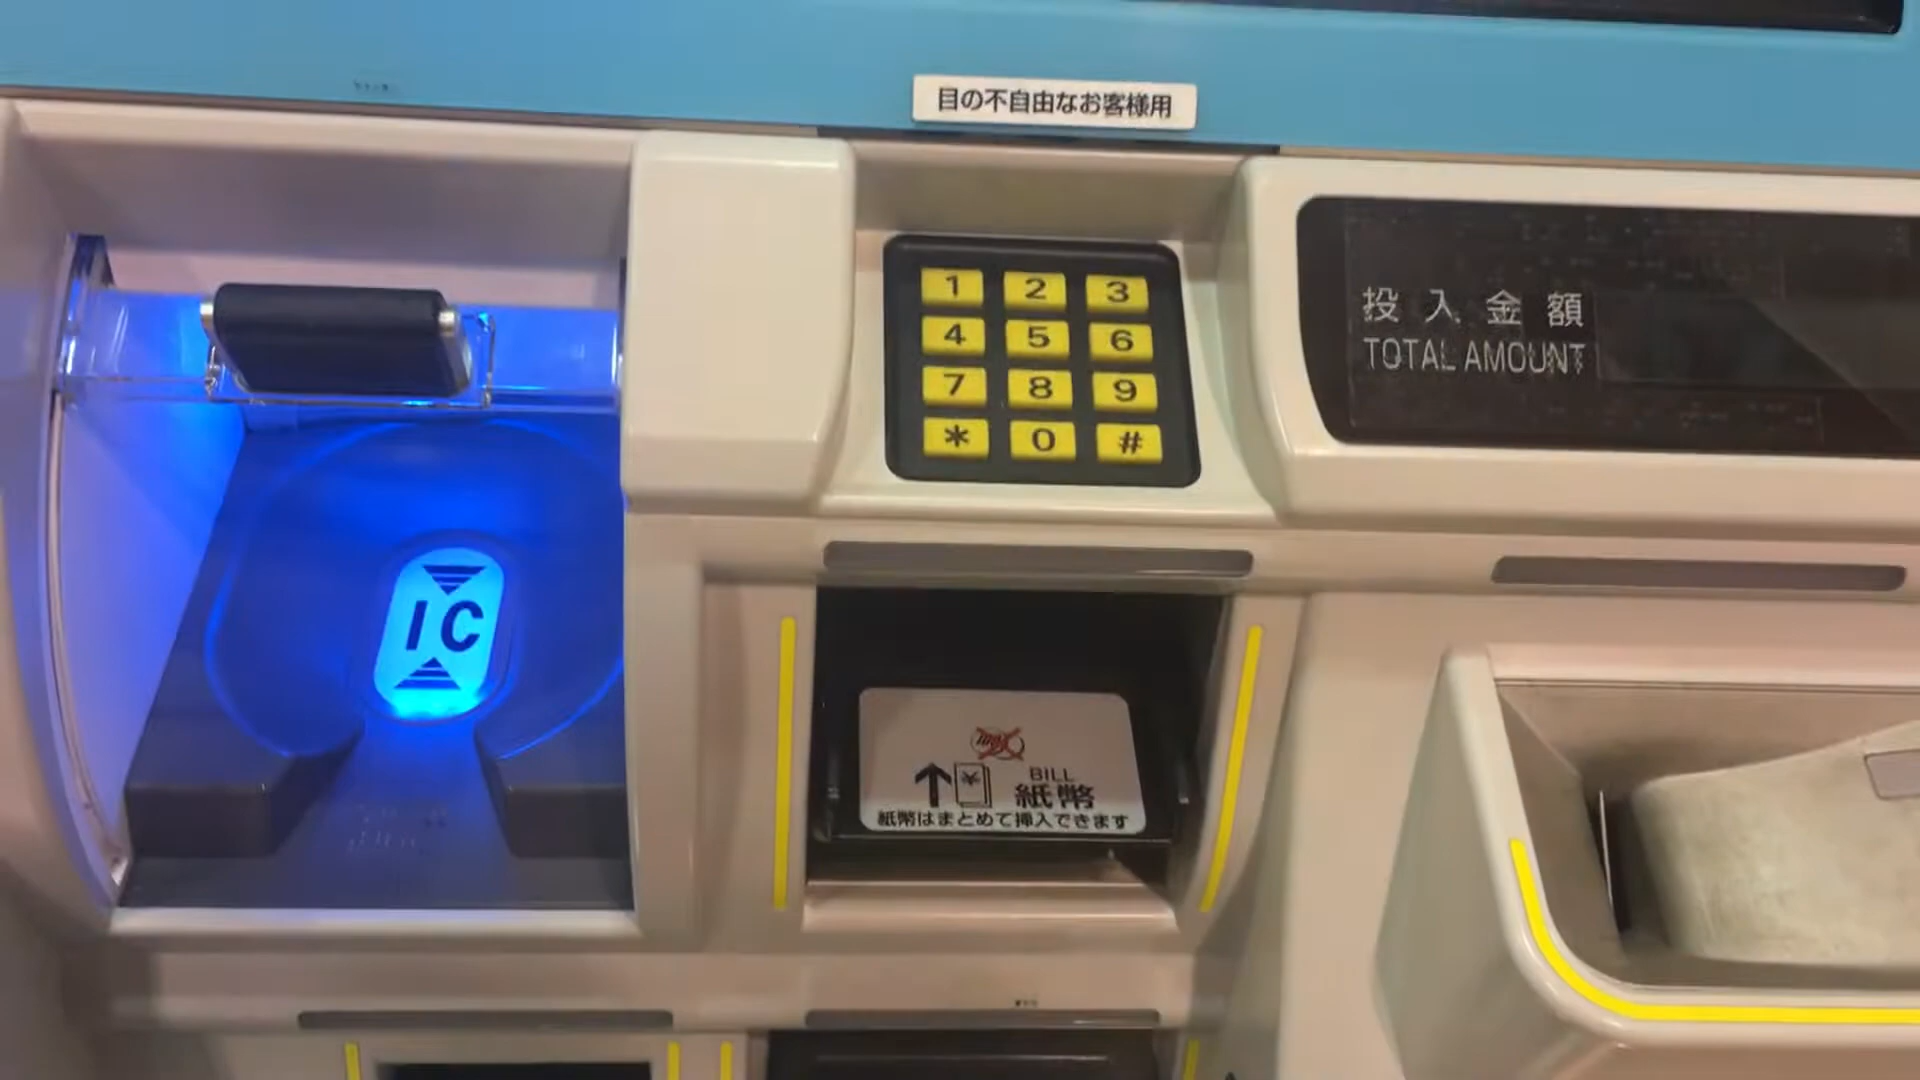 目の不自由なお客様用
1 2 3
4 5 6
7 8 9
* 0 #
投入金額
TOTAL AMOUNT
IC
BILL
紙幣
紙幣はまとめて挿入できます